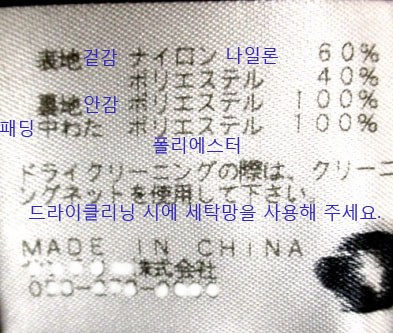 表地겉감 ナイロン 나일론 60%
ポリエステル 40%
裏地안감 ポリエステル 100%
패딩 中わた ポリエステル 100%
폴리에스터
ドライクリーニングの際は、クリーニ
ングネットを使用して下さい
드라이클리닝 시에 세탁망을 사용해 주세요.
MADE IN CHINA
株式会社